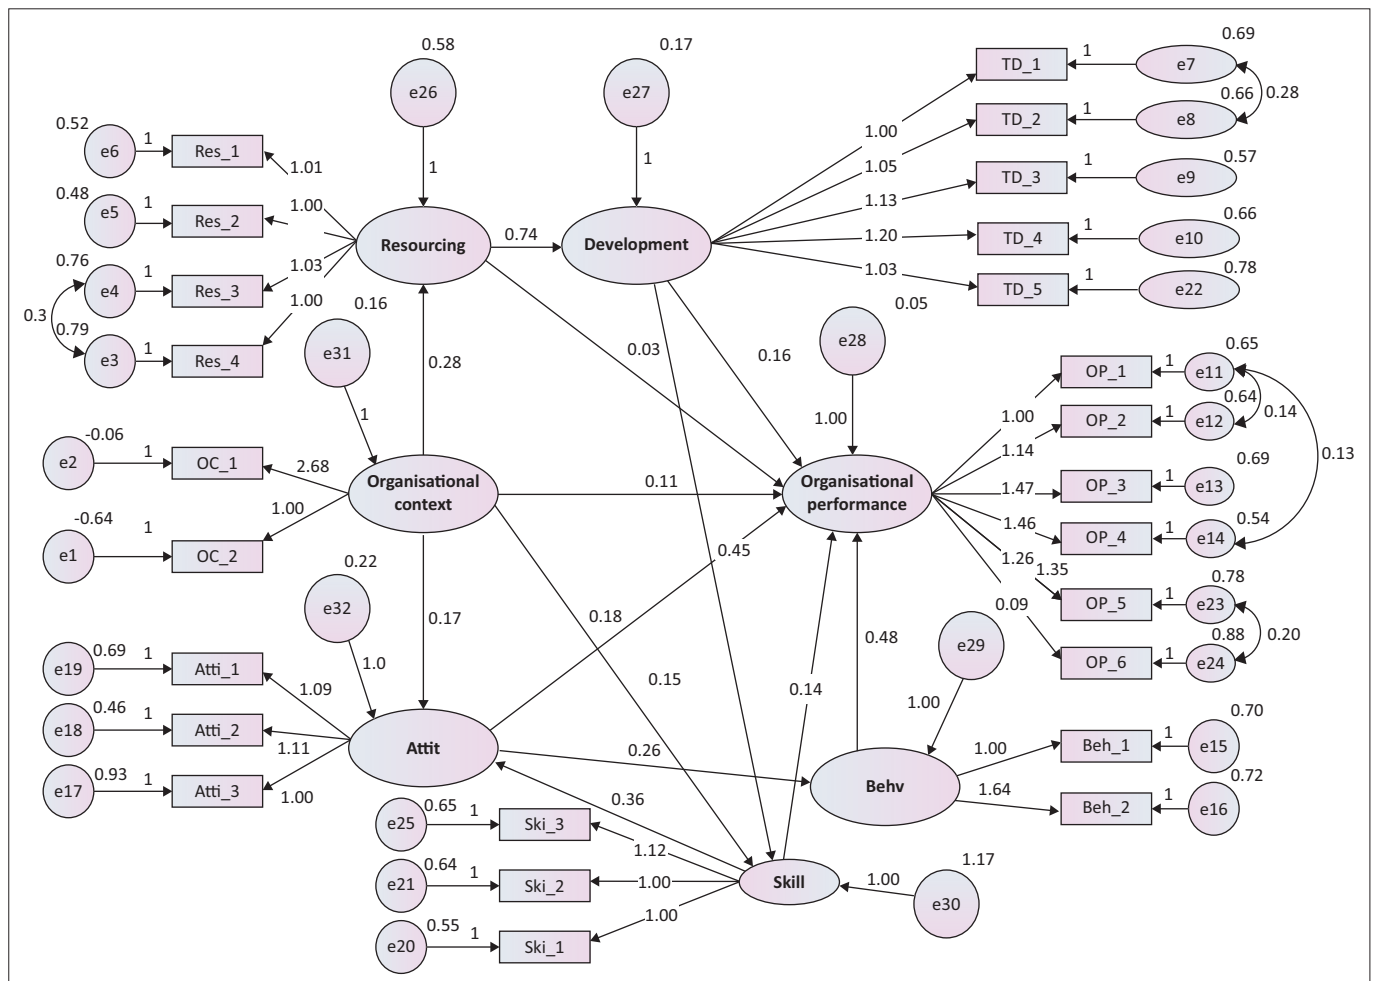 0.58
0.17
0.69
e26
e27
TD_1
1
e7
0.52
e6
1
Res_1
1.01
1
1
1.00
TD_2
1
0.66
e8
0.28
1.05
0.48
e5
1
Res_2
1.00
Resourcing
0.74
Development
1.13
TD_3
1
e9
0.57
1.20
TD_4
1
e10
0.66
0.76
e4
1
Res_3
1.03
1.03
TD_5
1
e22
0.78
0.3
0.79
e3
1
Res_4
1.00
0.16
e31
1
0.28
0.03
0.16
0.05
e28
1.00
OP_1
1
e11
0.65
1.00
OP_2
1
0.64
e12
0.14
0.13
1.14
-0.06
e2
1
OC_1
2.68
Organisational
context
0.11
Organisational
performance
1.47
OP_3
1
e13
0.69
1.46
OP_4
1
e14
0.54
-0.64
e1
1
OC_2
1.00
0.45
1.26
1.35
OP_5
1
e23
0.78
0.22
e32
1.0
0.17
0.18
0.09
e29
1.00
0.48
OP_6
1
0.88
e24
0.20
e19
0.69
1
Atti_1
1.09
0.15
0.14
e18
0.46
1
Atti_2
1.11
Attit
0.26
Behv
1.00
Beh_1
1
e15
0.70
e17
0.93
1
Atti_3
1.00
1.64
Beh_2
1
e16
0.72
0.36
e25
0.65
1
Ski_3
1.12
e21
0.64
1
Ski_2
1.00
Skill
1.00
e30
1.17
e20
0.55
1
Ski_1
1.00